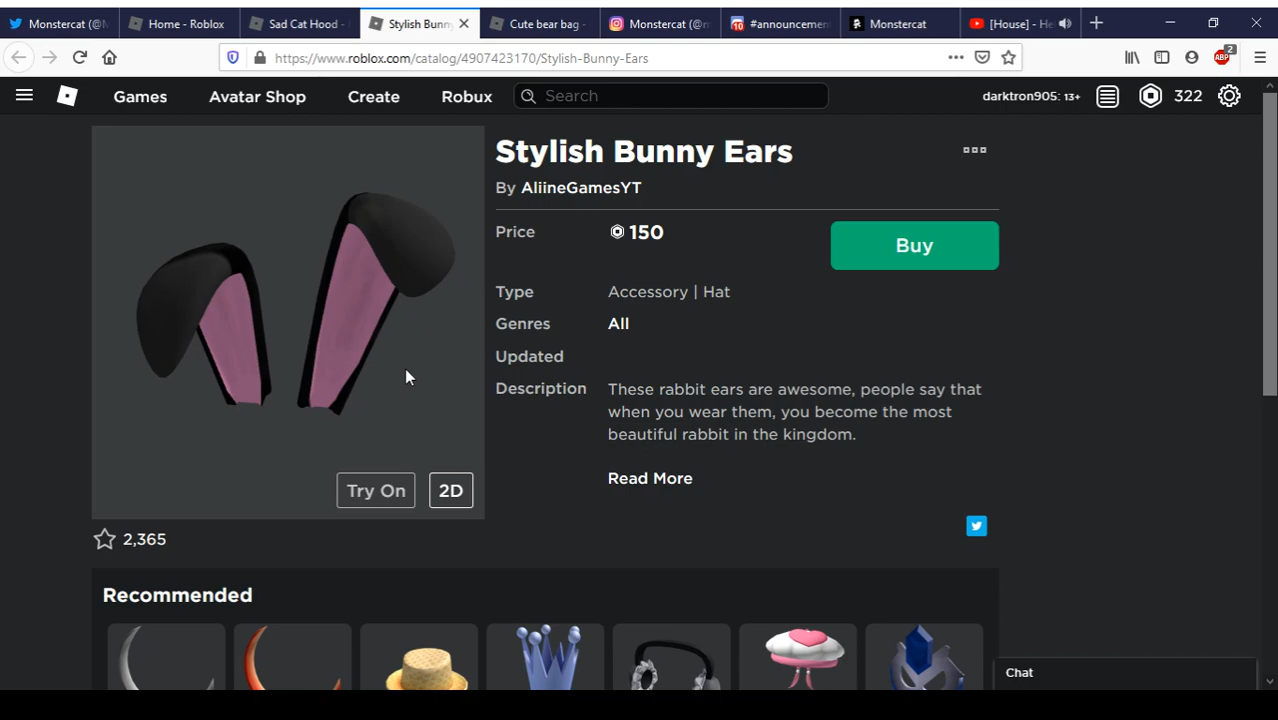 Monstercat (@M
Home - Roblox
Sad Cat Hood -
Stylish Bunny
Cute bear bag -
Monstercat (@m
#announcemen
Monstercat
[House] - He
https://www.roblox.com/catalog/4907423170/Stylish-Bunny-Ears
ABP
2
Games
Avatar Shop
Create
Robux
Search
darktron905: 13+
322
Stylish Bunny Ears
By AliineGamesYT
Price 150
Buy
Type Accessory | Hat
Genres All
Updated
Description These rabbit ears are awesome, people say that
when you wear them, you become the most
beautiful rabbit in the kingdom.
Read More
Try On
2D
2,365
Recommended
Chat